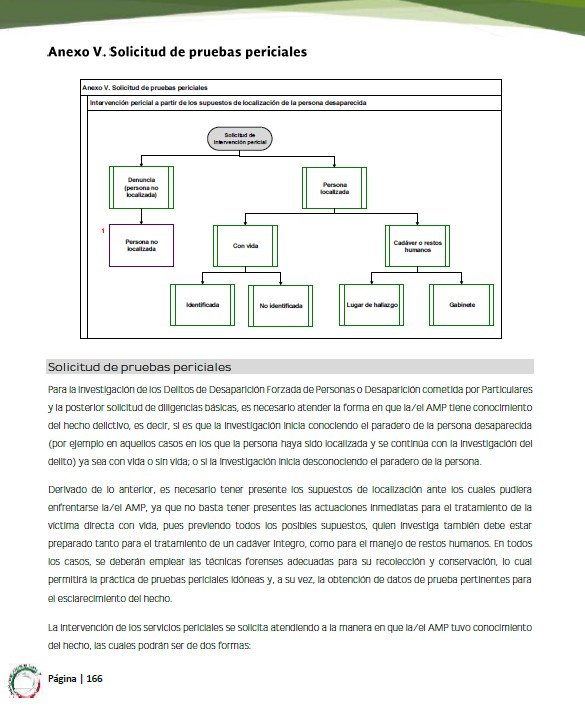 Anexo V. Solicitud de pruebas periciales
Anexo V. Solicitud de pruebas periciales
Intervención pericial a partir de los supuestos de localización de la persona desaparecida
Solicitud de
intervención pericial
Denuncia
(persona no
localizada)
Persona
localizada
1
Persona no
localizada
Con vida
Cadáver o restos
humanos
Identificada
No identificada
Lugar de hallazgo
Gabinete
Solicitud de pruebas periciales
Para la investigación de los Delitos de Desaparición Forzada de Personas o Desaparición cometida por Particulares
y la posterior solicitud de diligencias básicas, es necesario atender la forma en que la/el AMP tiene conocimiento
del hecho delictivo, es decir, si es que la investigación inicia conociendo el paradero de la persona desaparecida
(por ejemplo en aquellos casos en los que la persona haya sido localizada y se continúa con la investigación del
delito) ya sea con vida o sin vida; o si la investigación inicia desconociendo el paradero de la persona.
Derivado de lo anterior, es necesario tener presente los supuestos de localización ante los cuales pudiera
enfrentarse la/el AMP, ya que no basta tener presentes las actuaciones inmediatas para el tratamiento de la
víctima directa con vida, pues previendo todos los posibles supuestos, quien investiga también debe estar
preparado tanto para el tratamiento de un cadáver íntegro, como para el manejo de restos humanos. En todos
los casos, se deberán emplear las técnicas forenses adecuadas para su recolección y conservación, lo cual
permitirá la práctica de pruebas periciales idóneas y, a su vez, la obtención de datos de prueba pertinentes para
el esclarecimiento del hecho.
La intervención de los servicios periciales se solicita atendiendo a la manera en que la/el AMP tuvo conocimiento
del hecho, las cuales podrán ser de dos formas:
Página | 166